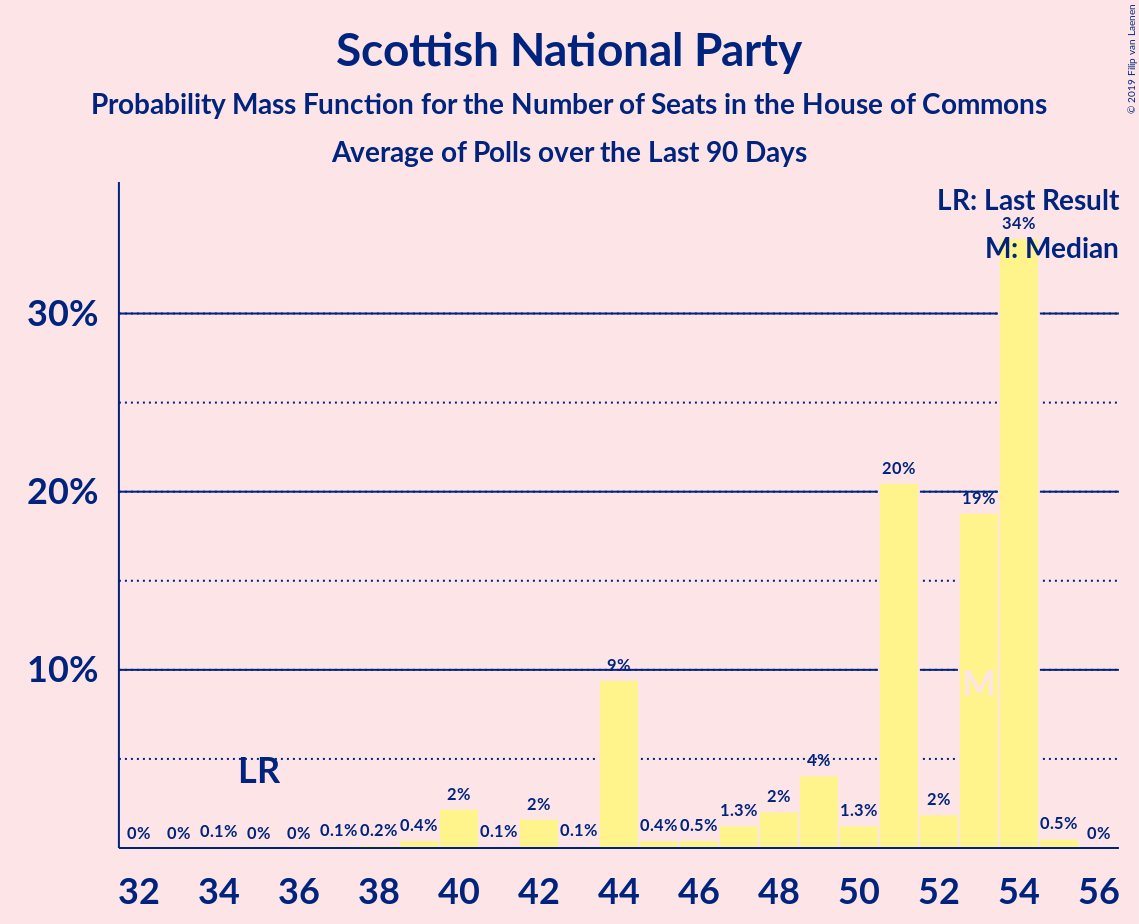 Scottish National Party
Probability Mass Function for the Number of Seats in the House of Commons
Average of Polls over the Last 90 Days
© 2019 Filip van Laenen
LR: Last Result
M: Median
30%
20%
10%
0% 0% 0.1% 0% 0% 0.1% 0.2% 0.4% 2% 0.1% 2% 0.1% 9% 0.4% 0.5% 1.3% 2% 4% 1.3% 20% 2% 19% 34% 0.5% 0%
LR
M
32 34 36 38 40 42 44 46 48 50 52 54 56